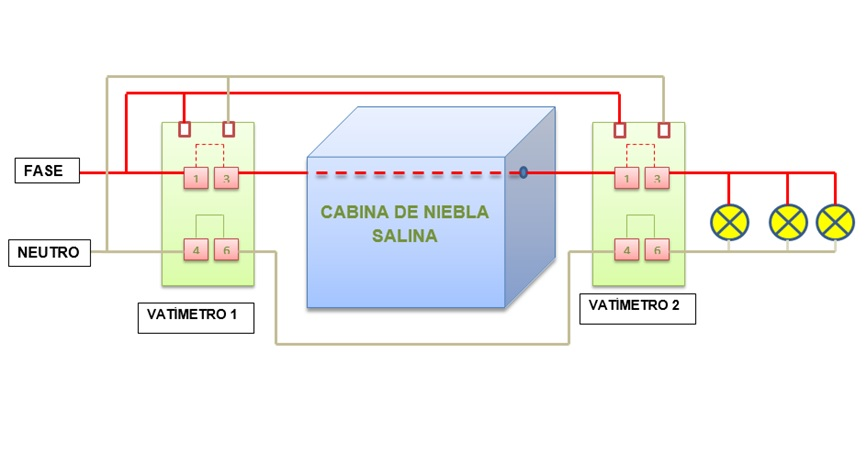 FASE
1 3
CABINA DE NIEBLA
SALINA
1 3
NEUTRO
4 6
4 6
VATÍMETRO 1
VATÍMETRO 2